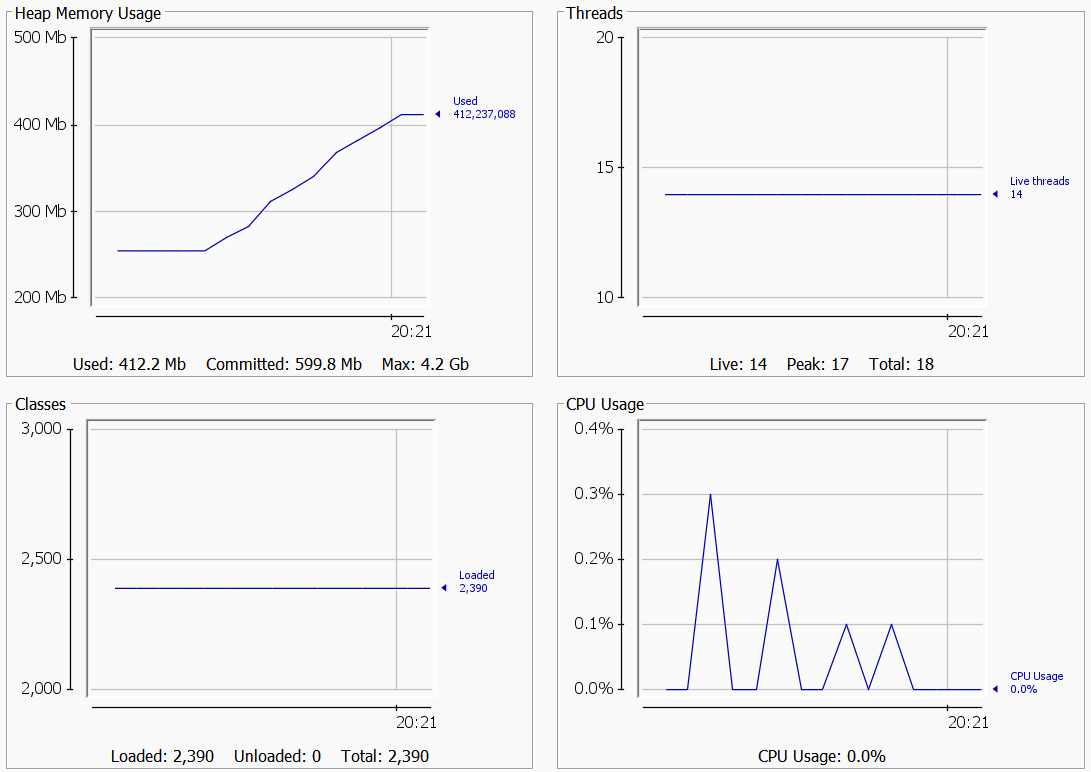 Heap Memory Usage
500 Mb
400 Mb
300 Mb
200 Mb
Used
412,237,088
20:21
Used: 412.2 Mb Committed: 599.8 Mb Max: 4.2 Gb
Threads
20
15
10
Live threads
14
20:21
Live: 14 Peak: 17 Total: 18
Classes
3,000
2,500
2,000
Loaded
2,390
20:21
Loaded: 2,390 Unloaded: 0 Total: 2,390
CPU Usage
0.4%
0.3%
0.2%
0.1%
0.0%
CPU Usage
0.0%
20:21
CPU Usage: 0.0%